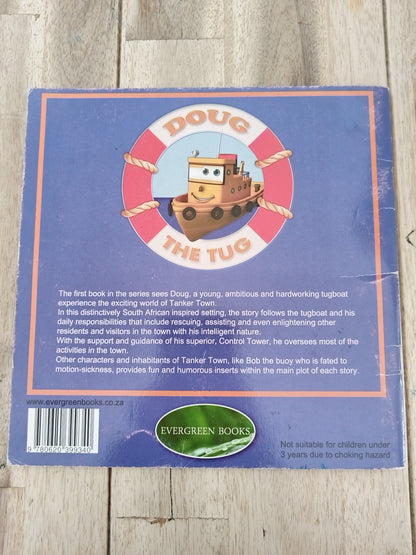 DOUG
THE TUG
The first book in the series sees Doug, a young, ambitious and hardworking tugboat
experience the exciting world of Tanker Town.
In this distinctively South African inspired setting, the story follows the tugboat and his
daily responsibilities that include rescuing, assisting and even enlightening other
residents and visitors in the town with his intelligent nature.
With the support and guidance of his superior, Control Tower, he oversees most of the
activities in the town.
Other characters and inhabitants of Tanker Town, like Bob the buoy who is fated to
motion-sickness, provides fun and humorous inserts within the main plot of each story.
www.evergreenbooks.co.za
9 780620 399340
EVERGREEN BOOKS
Not suitable for children under
3 years due to choking hazard